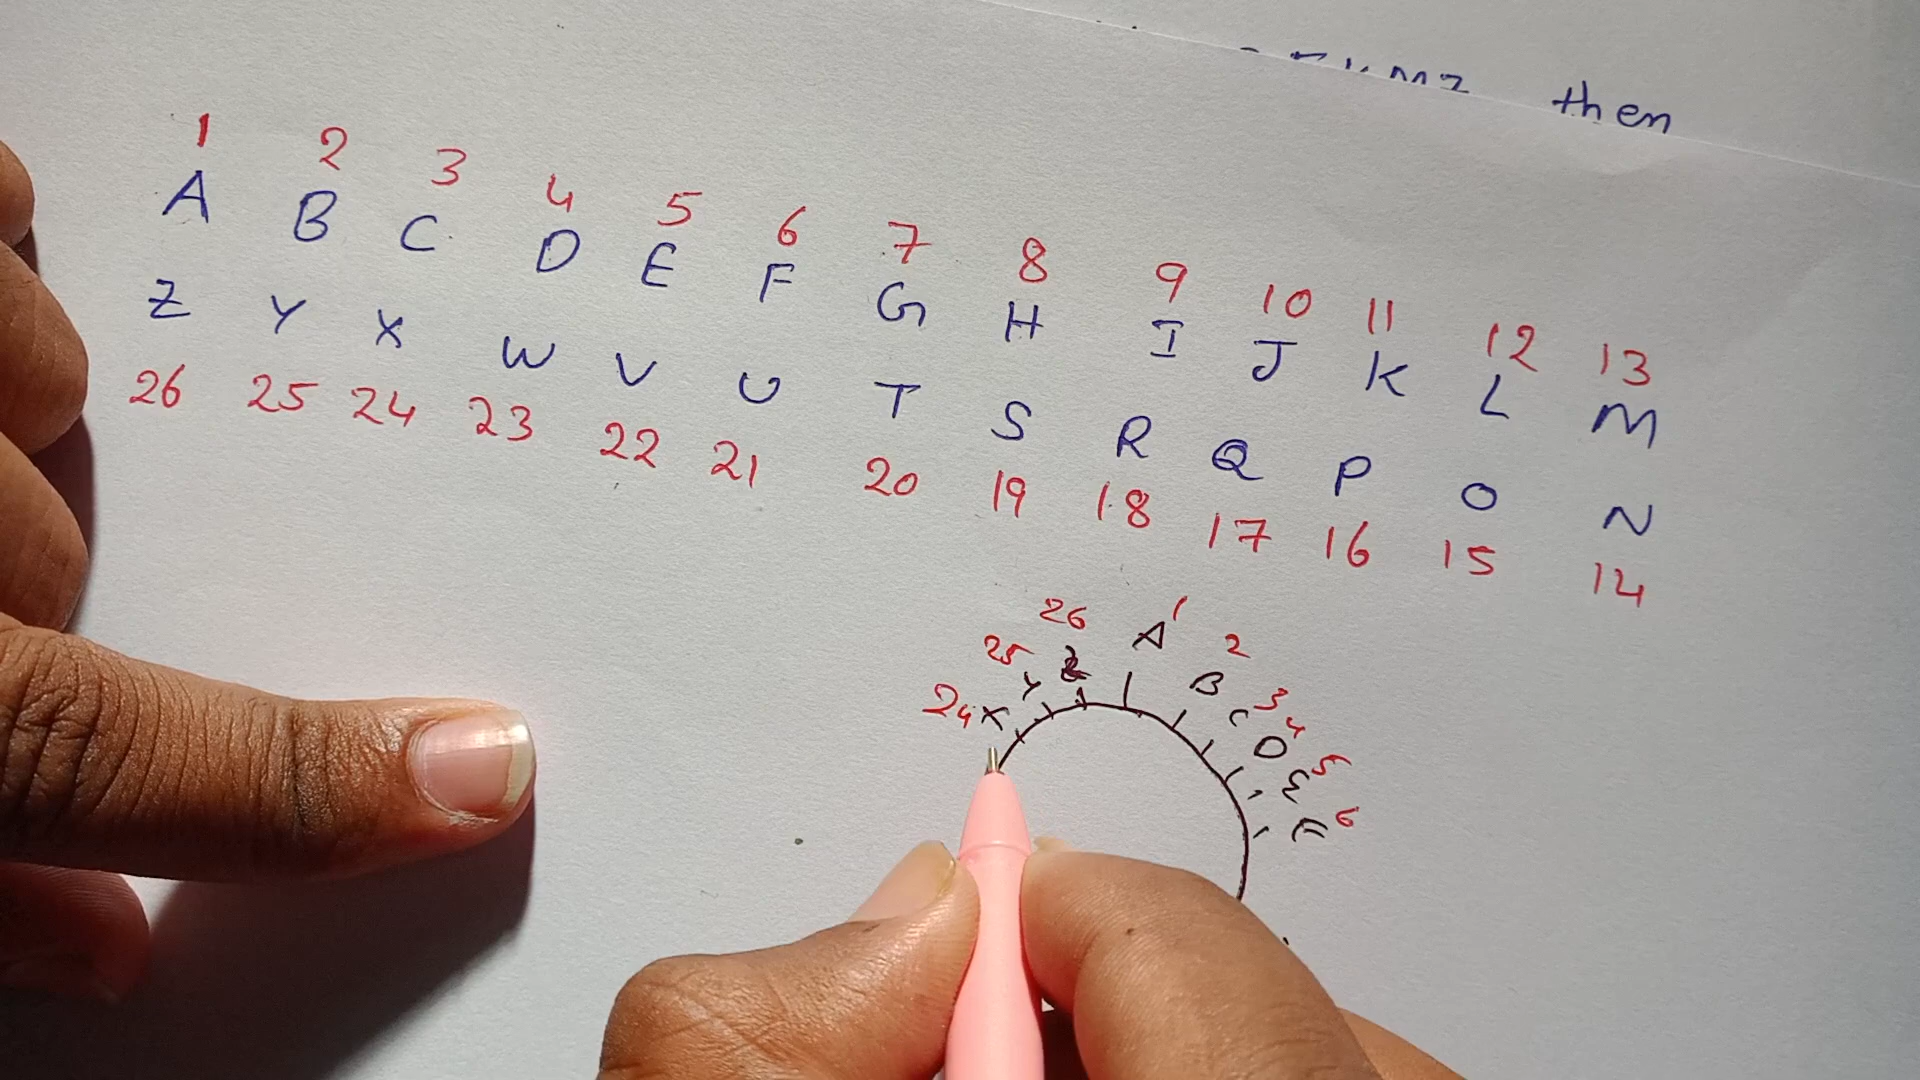 then
1 2 3 4 5 6 7 8 9 10 11 12 13
A B C D E F G H I J K L M
Z Y X W V U T S R Q P O N
26 25 24 23 22 21 20 19 18 17 16 15 14
24 25 26 1 2 3 4 5 6
X Y Z A B C D E F